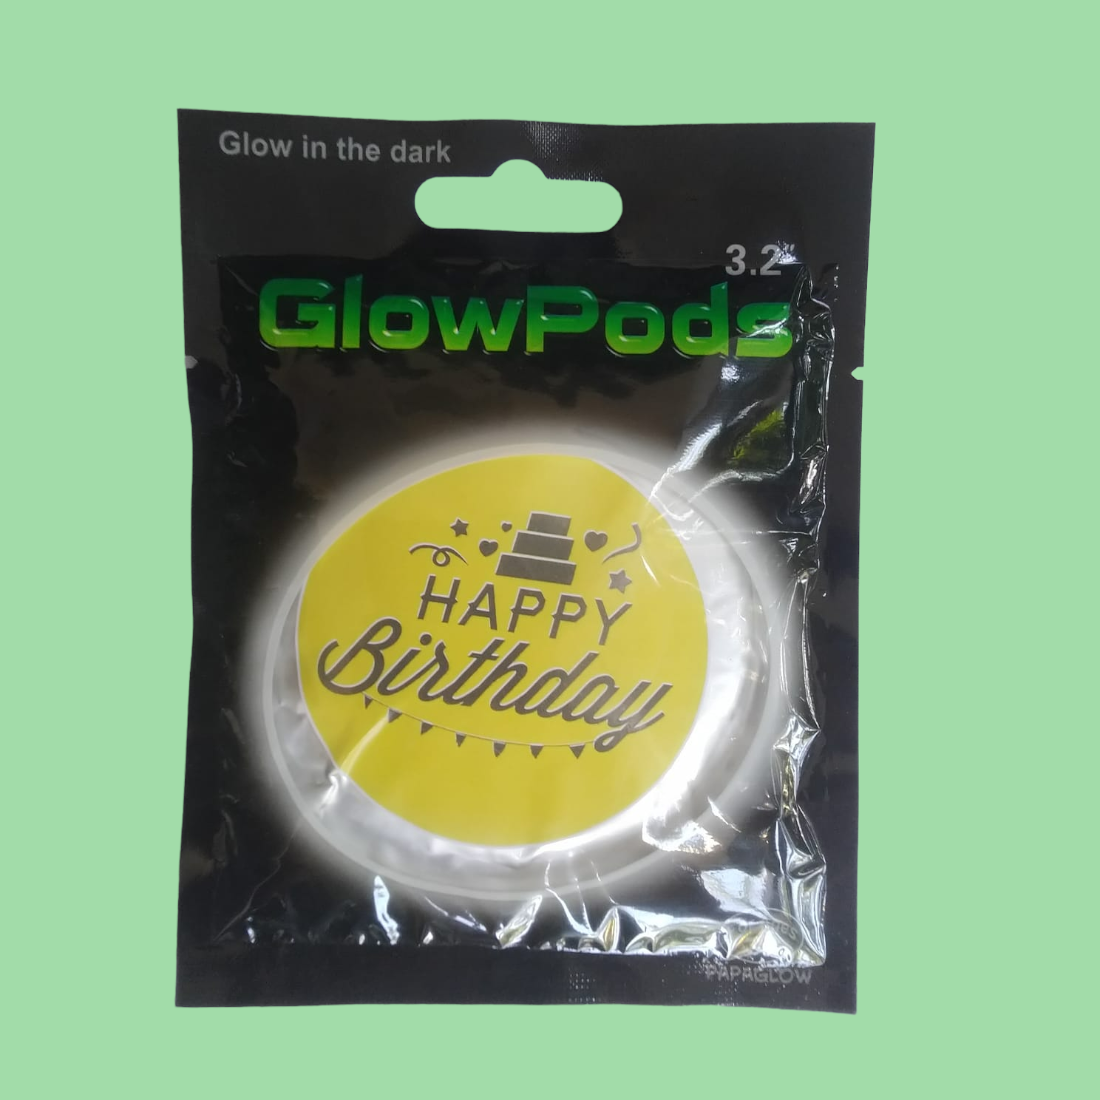 Glow in the dark
3.2"
GlowPods
HAPPY
Birthday
PAPAGLOW